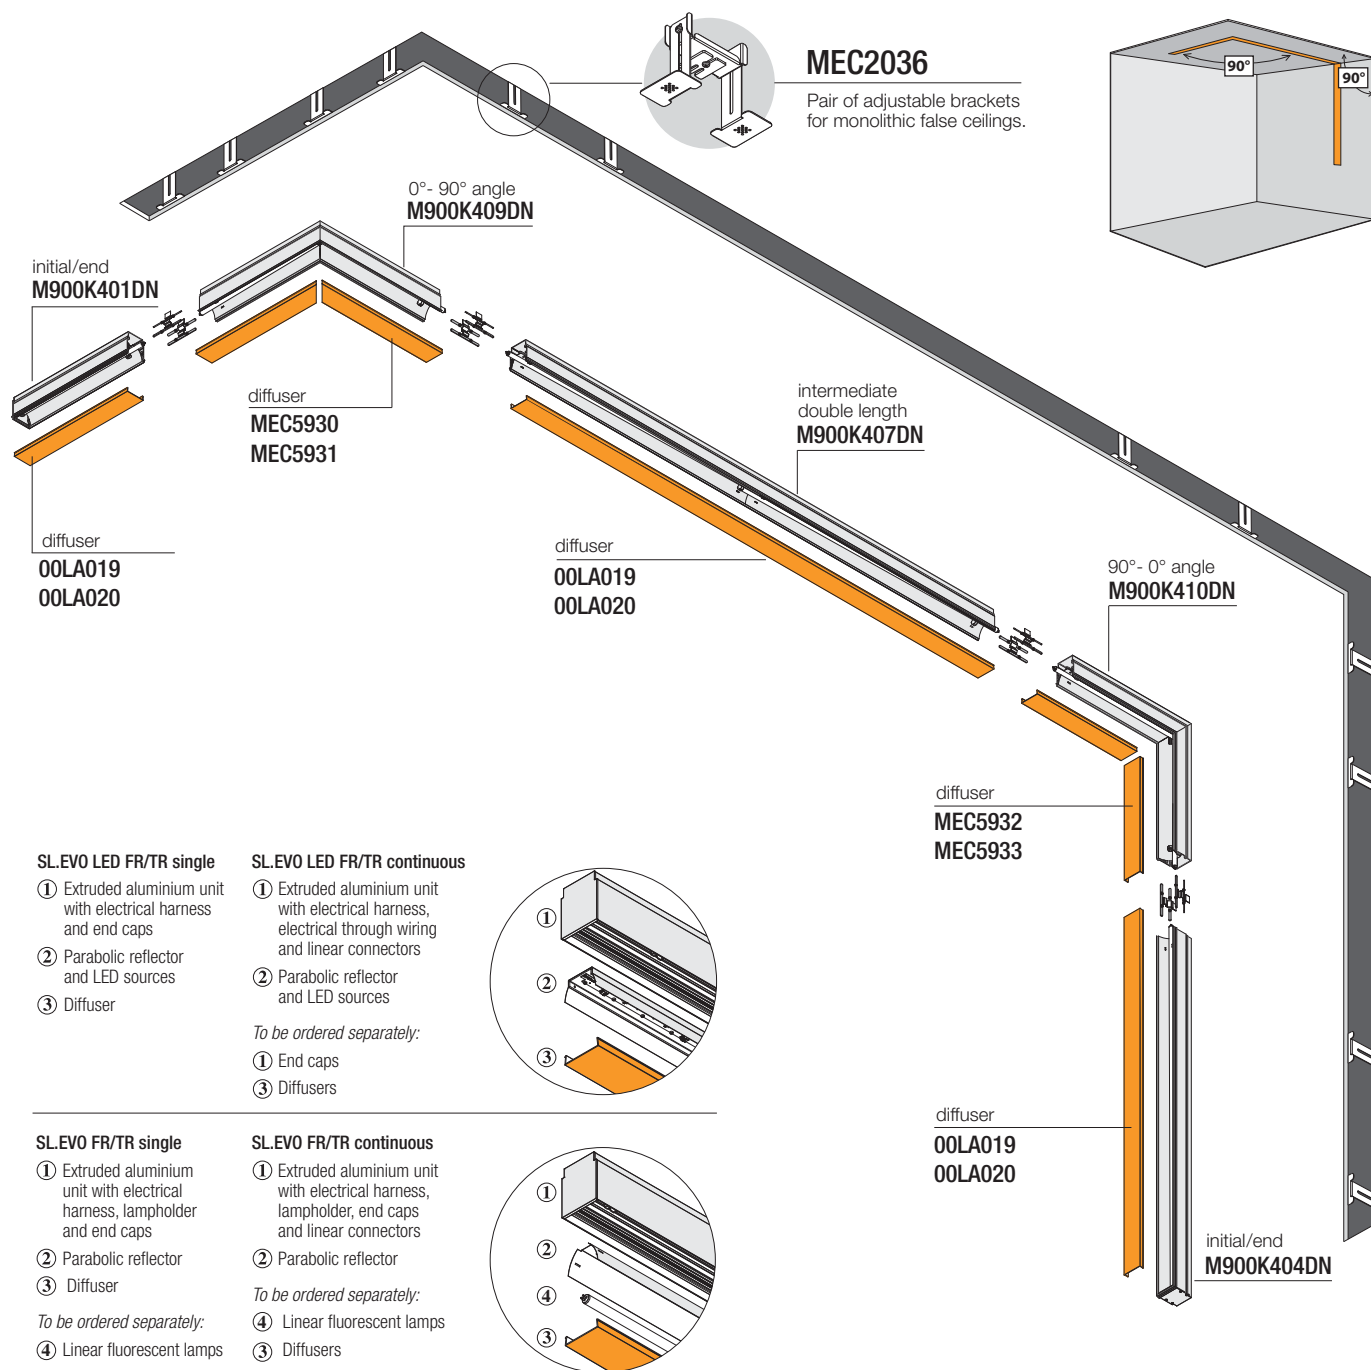 MEC2036
Pair of adjustable brackets
for monolithic false ceilings.
90°
90°
0°- 90° angle
M900K409DN
initial/end
M900K401DN
diffuser
MEC5930
MEC5931
intermediate
double length
M900K407DN
diffuser
00LA019
00LA020
diffuser
00LA019
00LA020
90°- 0° angle
M900K410DN
diffuser
MEC5932
MEC5933
diffuser
00LA019
00LA020
initial/end
M900K404DN
SL.EVO LED FR/TR single
1 Extruded aluminium unit
with electrical harness
and end caps
2 Parabolic reflector
and LED sources
3 Diffuser
SL.EVO LED FR/TR continuous
1 Extruded aluminium unit
with electrical harness,
electrical through wiring
and linear connectors
2 Parabolic reflector
and LED sources
To be ordered separately:
1 End caps
3 Diffusers
1
2
3
SL.EVO FR/TR single
1 Extruded aluminium
unit with electrical
harness, lampholder
and end caps
2 Parabolic reflector
3 Diffuser
To be ordered separately:
4 Linear fluorescent lamps
SL.EVO FR/TR continuous
1 Extruded aluminium unit
with electrical harness,
lampholder, end caps
and linear connectors
2 Parabolic reflector
To be ordered separately:
4 Linear fluorescent lamps
3 Diffusers
1
2
4
3